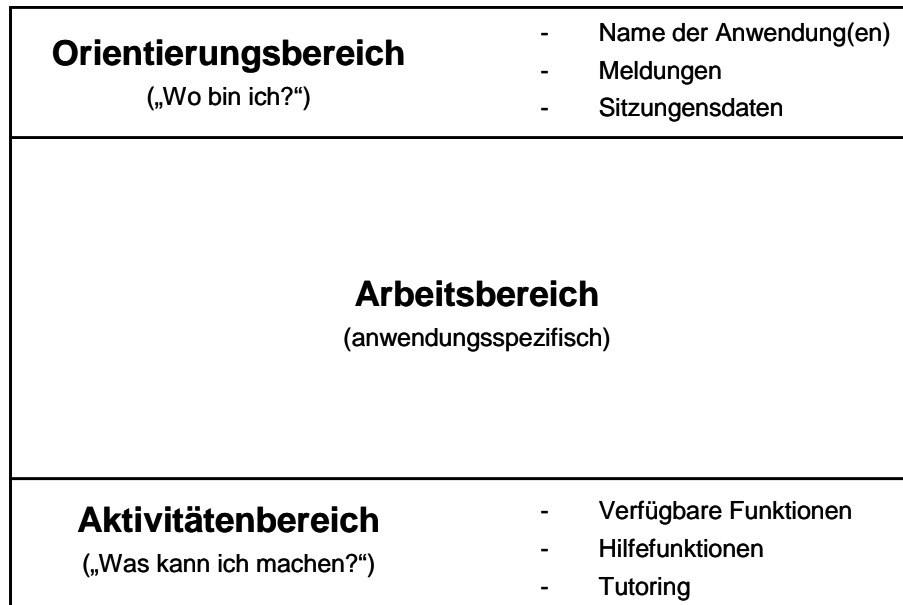 Orientierungsbereich
(„Wo bin ich?“)
- Name der Anwendung(en)
- Meldungen
- Sitzungensdaten
Arbeitsbereich
(anwendungsspezifisch)
Aktivitätenbereich
(„Was kann ich machen?“)
- Verfügbare Funktionen
- Hilfefunktionen
- Tutoring